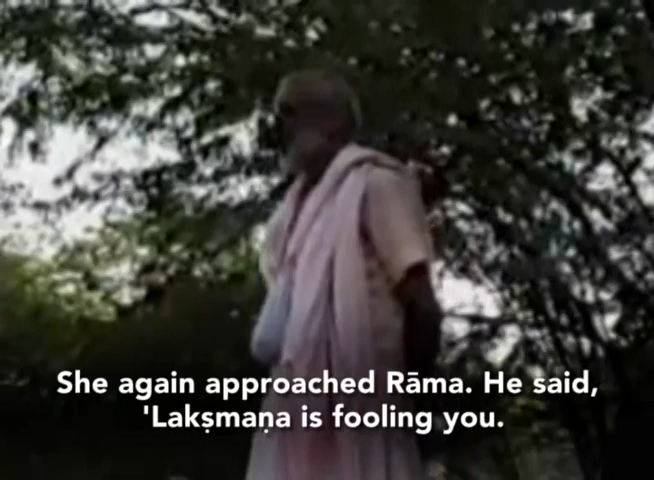 She again approached Rāma. He said,
'Lakṣmaṇa is fooling you.